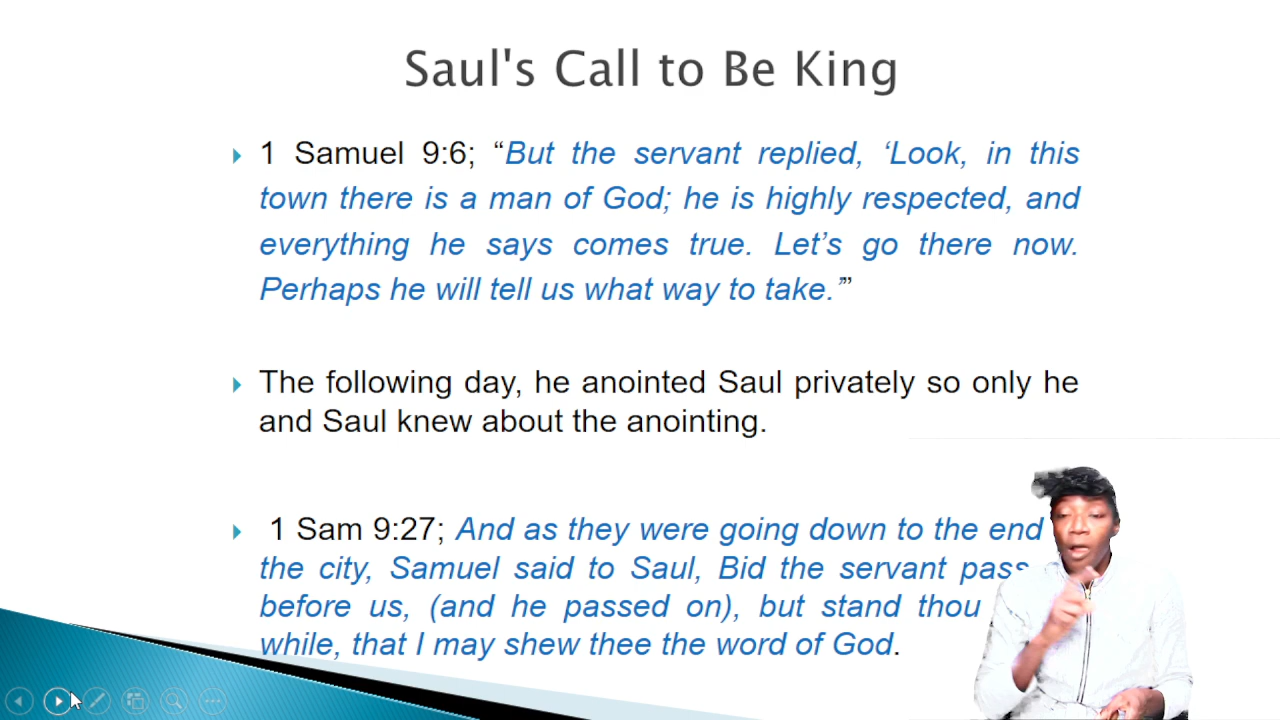 Saul's Call to Be King
1 Samuel 9:6; “But the servant replied, ‘Look, in this
town there is a man of God; he is highly respected, and
everything he says comes true. Let’s go there now.
Perhaps he will tell us what way to take.’”
The following day, he anointed Saul privately so only he
and Saul knew about the anointing.
1 Sam 9:27; And as they were going down to the end
the city, Samuel said to Saul, Bid the servant pass
before us, (and he passed on), but stand thou
while, that I may shew thee the word of God.